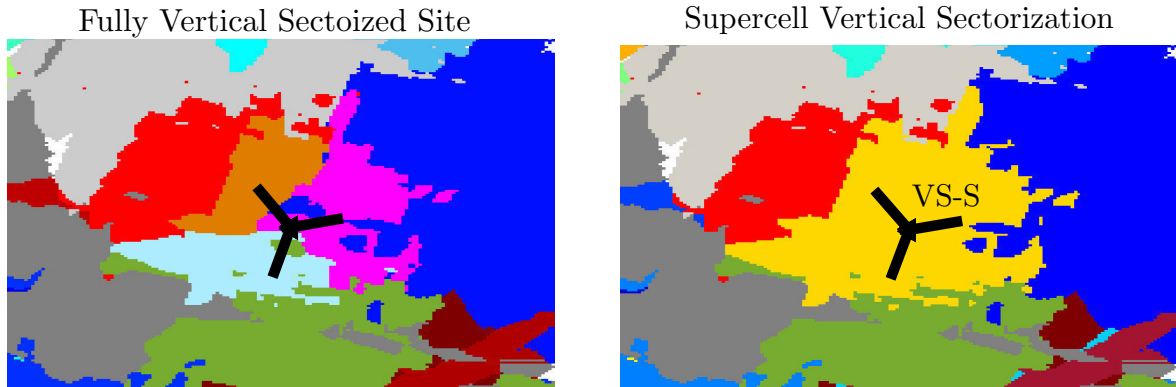 Fully Vertical Sectoized Site
Supercell Vertical Sectorization
VS-S